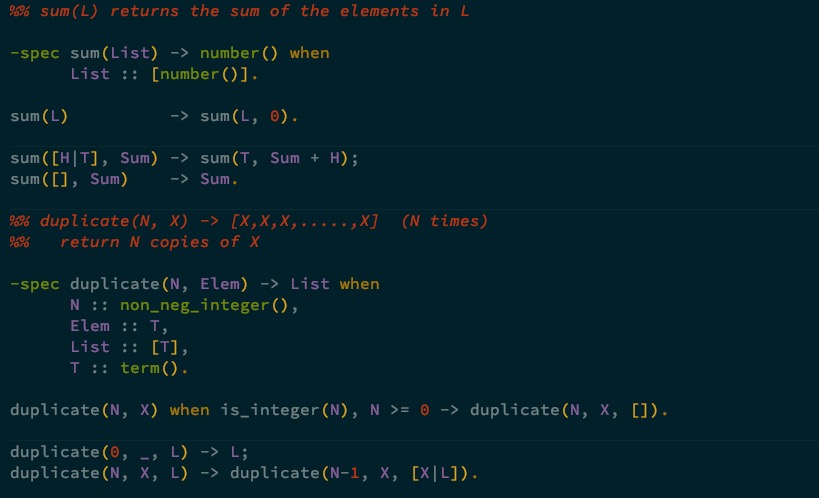 %% sum(L) returns the sum of the elements in L
-spec sum(List) -> number() when
      List :: [number()].
sum(L)          -> sum(L, 0).
sum([H|T], Sum) -> sum(T, Sum + H);
sum([], Sum)    -> Sum.
%% duplicate(N, X) -> [X,X,X,.....,X]  (N times)
%%   return N copies of X
-spec duplicate(N, Elem) -> List when
      N :: non_neg_integer(),
      Elem :: T,
      List :: [T],
      T :: term().
duplicate(N, X) when is_integer(N), N >= 0 -> duplicate(N, X, []).
duplicate(0, _, L) -> L;
duplicate(N, X, L) -> duplicate(N-1, X, [X|L]).